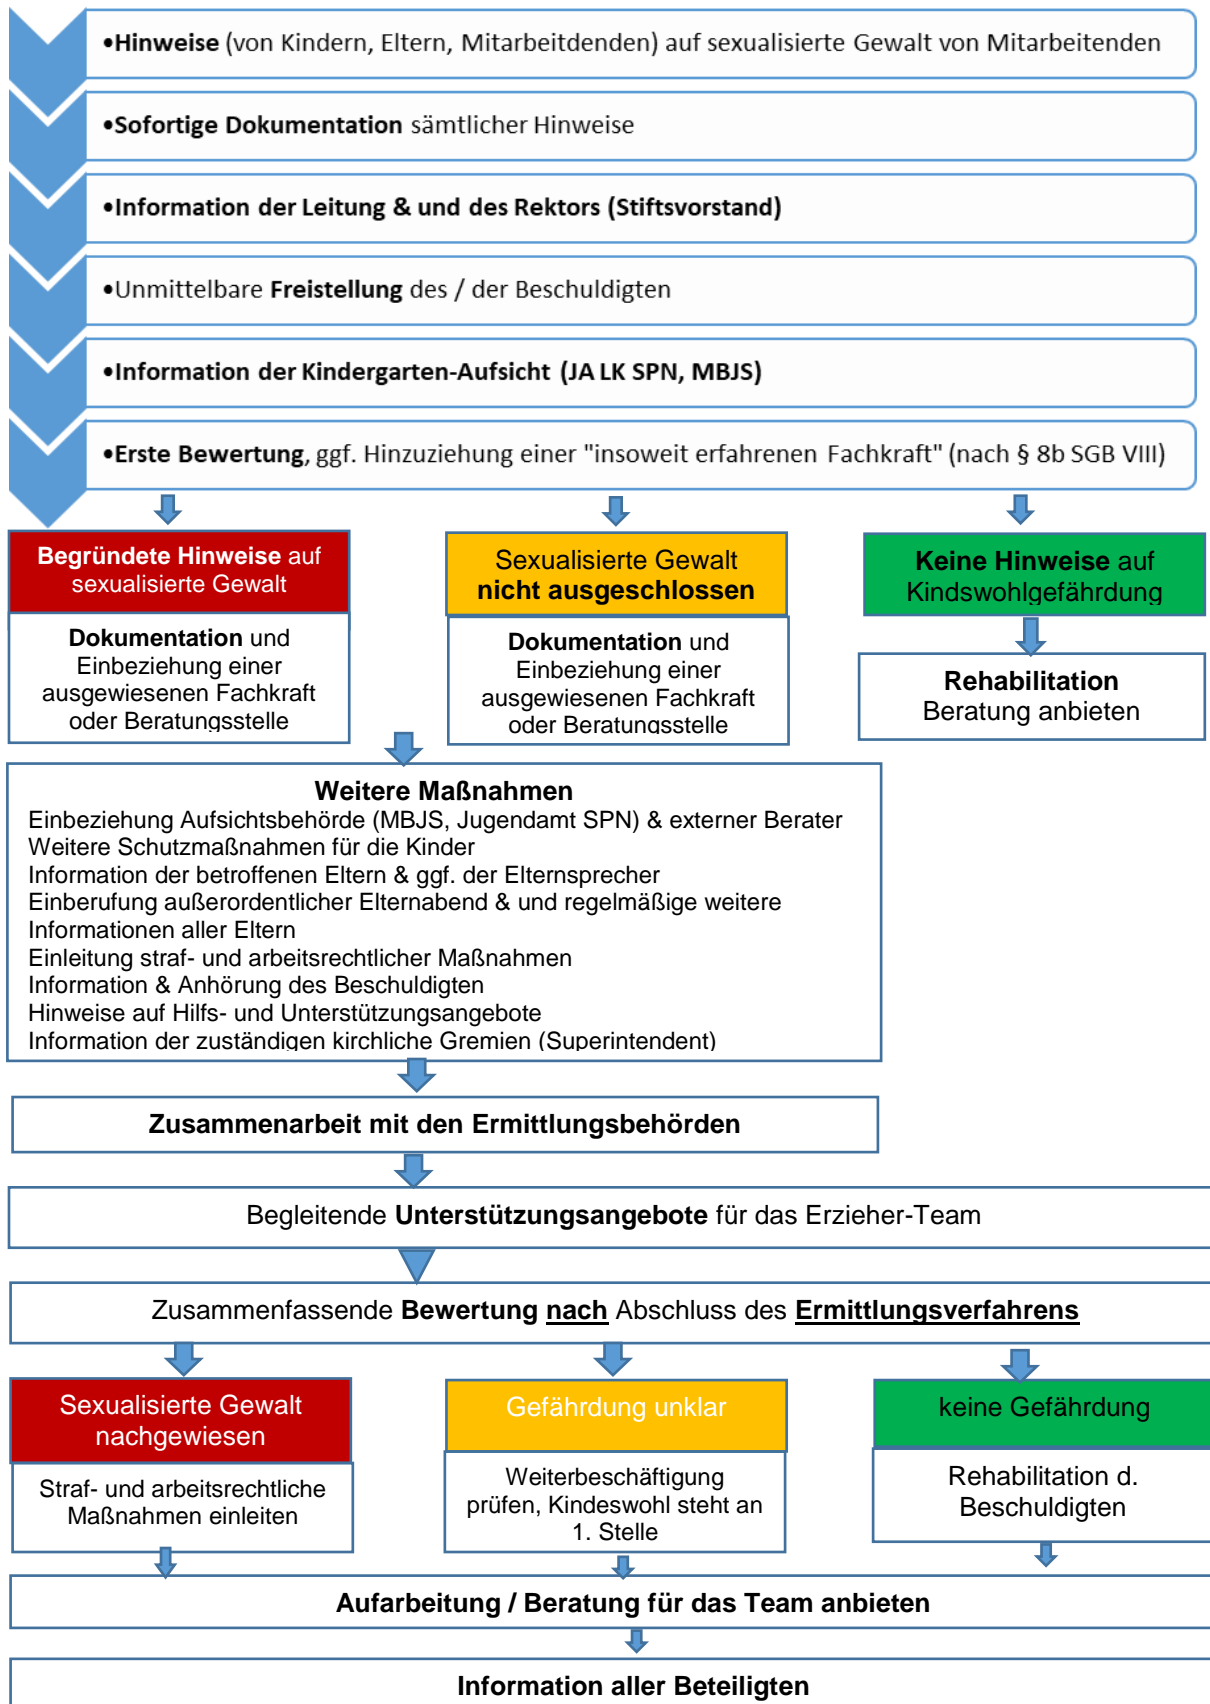 •Hinweise (von Kindern, Eltern, Mitarbeitdenden) auf sexualisierte Gewalt von Mitarbeitenden
•Sofortige Dokumentation sämtlicher Hinweise
•Information der Leitung & und des Rektors (Stiftsvorstand)
•Unmittelbare Freistellung des / der Beschuldigten
•Information der Kindergarten-Aufsicht (JA LK SPN, MBJS)
•Erste Bewertung, ggf. Hinzuziehung einer "insoweit erfahrenen Fachkraft" (nach § 8b SGB VIII)
Begründete Hinweise auf
sexualisierte Gewalt
Dokumentation und
Einbeziehung einer
ausgewiesenen Fachkraft
oder Beratungsstelle
Sexualisierte Gewalt
nicht ausgeschlossen
Dokumentation und
Einbeziehung einer
ausgewiesenen Fachkraft
oder Beratungsstelle
Keine Hinweise auf
Kindswohlgefährdung
Rehabilitation
Beratung anbieten
Weitere Maßnahmen
Einbeziehung Aufsichtsbehörde (MBJS, Jugendamt SPN) & externer Berater
Weitere Schutzmaßnahmen für die Kinder
Information der betroffenen Eltern & ggf. der Elternsprecher
Einberufung außerordentlicher Elternabend & und regelmäßige weitere
Informationen aller Eltern
Einleitung straf- und arbeitsrechtlicher Maßnahmen
Information & Anhörung des Beschuldigten
Hinweise auf Hilfs- und Unterstützungsangebote
Information der zuständigen kirchliche Gremien (Superintendent)
Zusammenarbeit mit den Ermittlungsbehörden
Begleitende Unterstützungsangebote für das Erzieher-Team
Zusammenfassende Bewertung nach Abschluss des Ermittlungsverfahrens
Sexualisierte Gewalt
nachgewiesen
Straf- und arbeitsrechtliche
Maßnahmen einleiten
Gefährdung unklar
Weiterbeschäftigung
prüfen, Kindeswohl steht an
1. Stelle
keine Gefährdung
Rehabilitation d.
Beschuldigten
Aufarbeitung / Beratung für das Team anbieten
Information aller Beteiligten